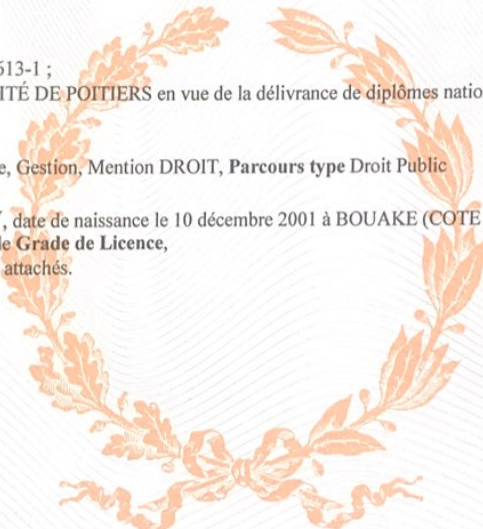 613-1 ;
ITÉ DE POITIERS en vue de la délivrance de diplômes natio
e, Gestion, Mention DROIT, Parcours type Droit Public
, date de naissance le 10 décembre 2001 à BOUAKE (COTE
le Grade de Licence,
attachés.